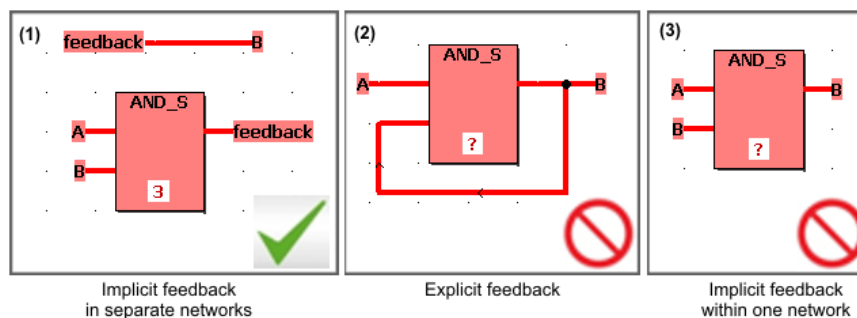 (1)
feedback B
AND_S
A feedback
B
3
(2)
AND_S
A B
?
(3)
AND_S
A B
B
?
Implicit feedback
in separate networks
Explicit feedback
Implicit feedback
within one network